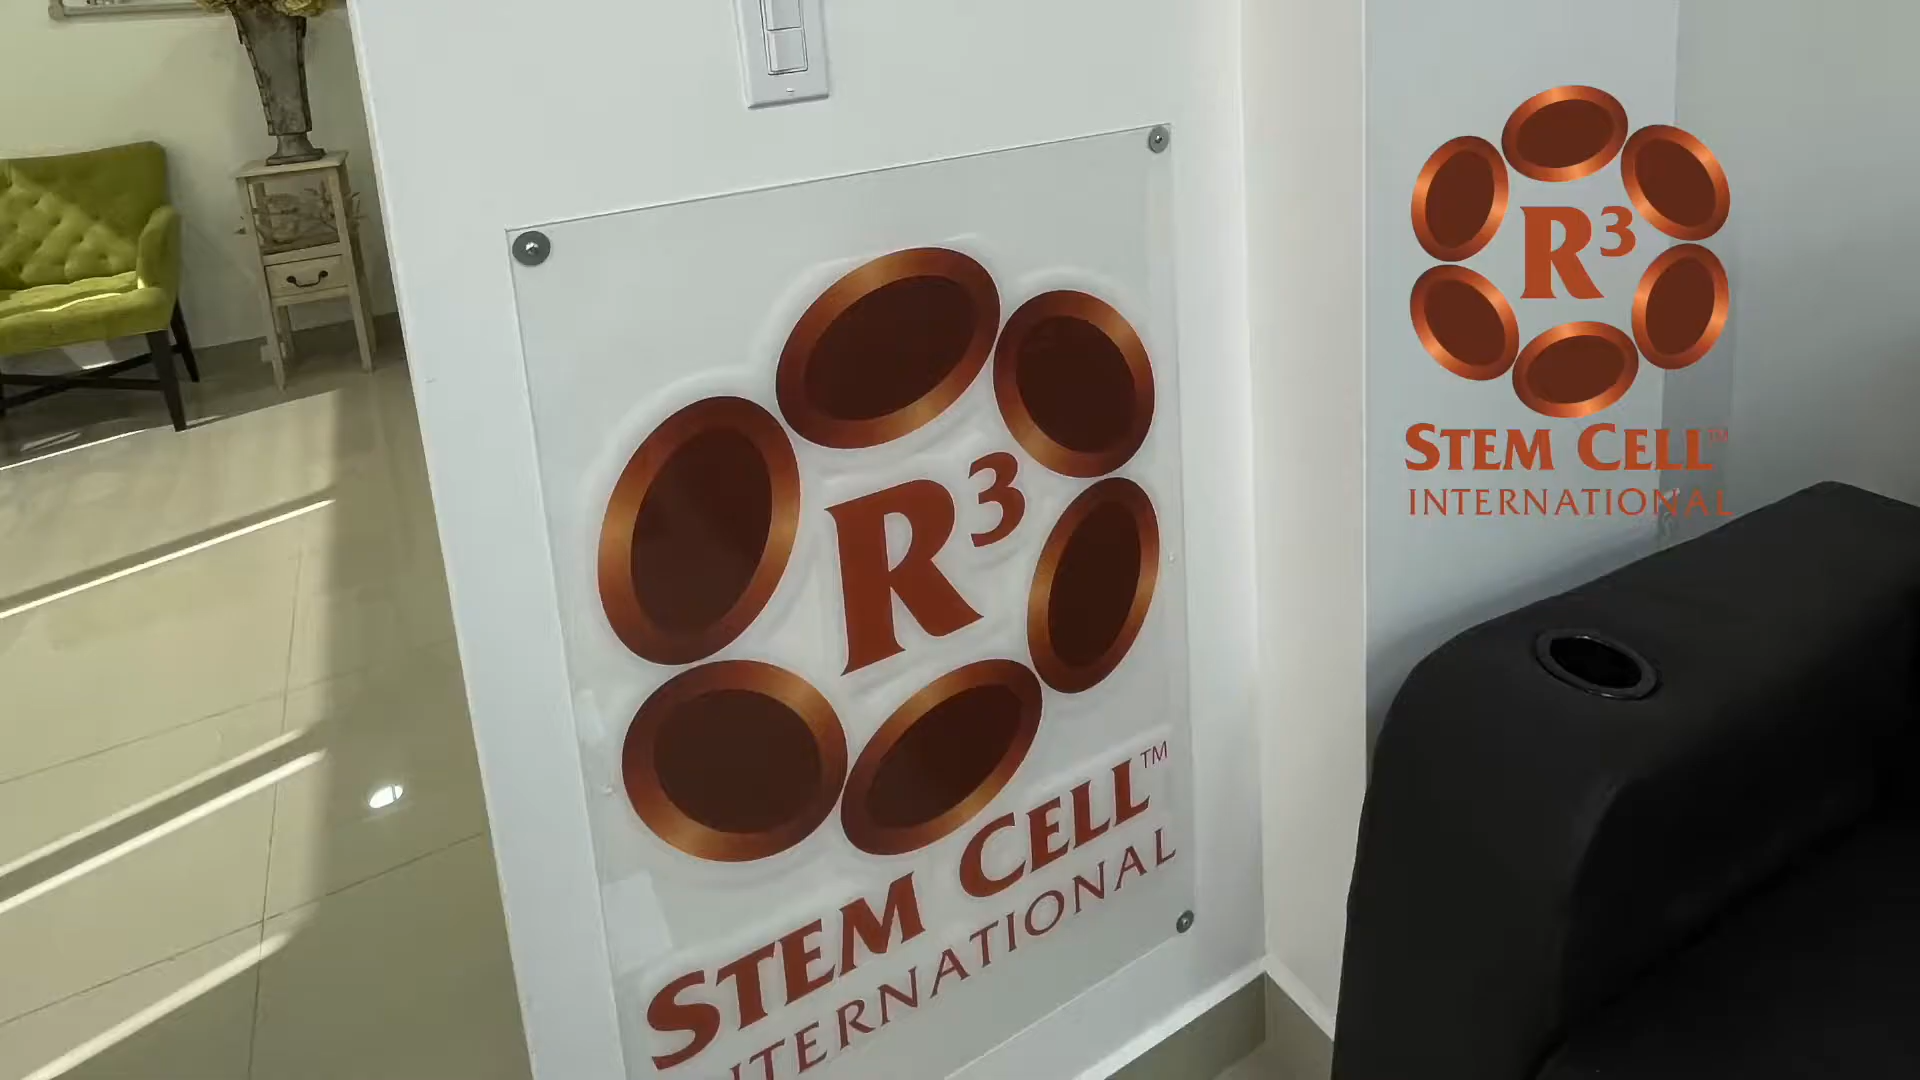 R³
STEM CELL™
INTERNATIONAL
R³
STEM CELL™
INTERNATIONAL